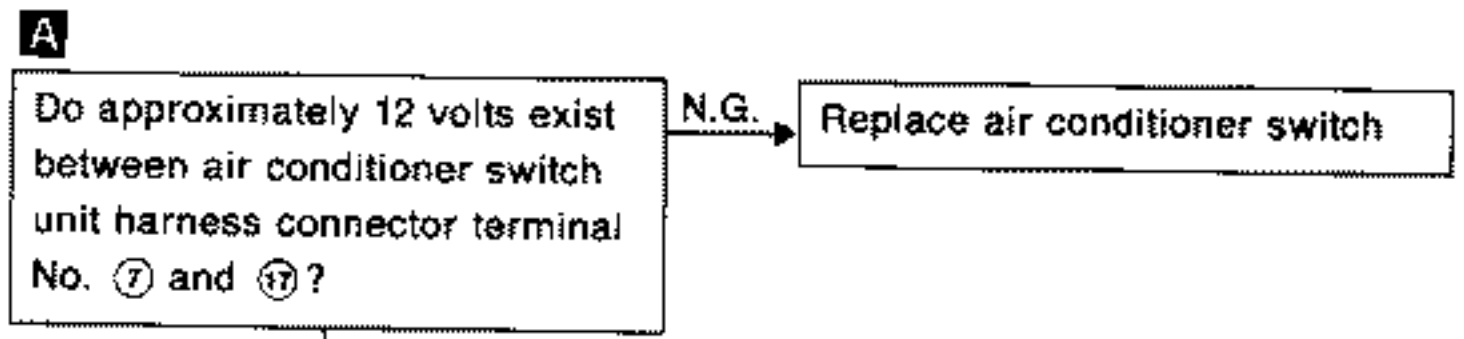 A
Do approximately 12 volts exist
between air conditioner switch
unit harness connector terminal
No. ⑦ and ⑰?
N.G.
Replace air conditioner switch